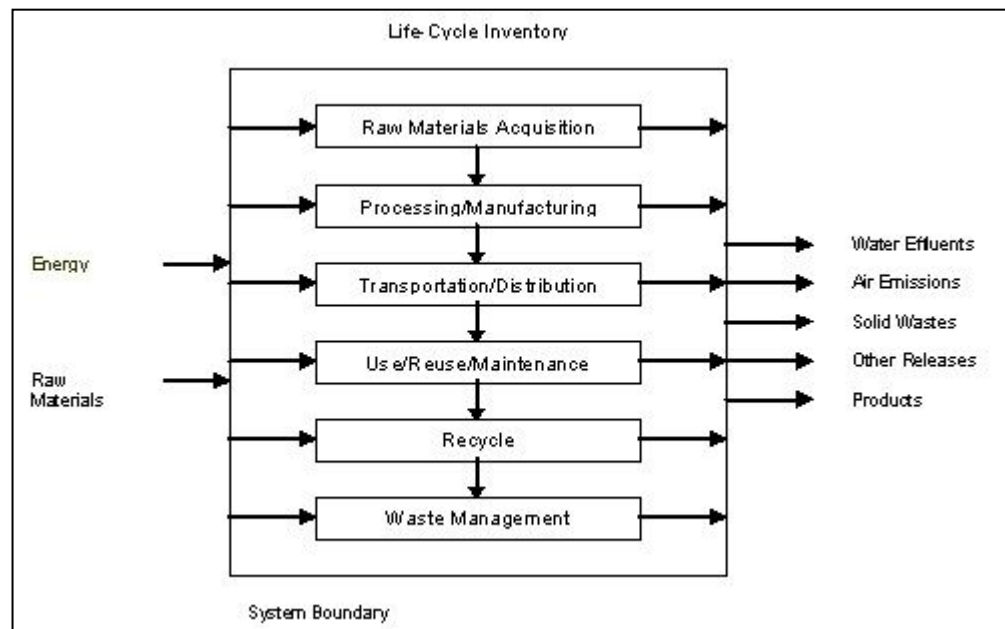 Life-Cycle Inventory
Raw Materials Acquisition
Processing/Manufacturing
Energy
Transportation/Distribution
Use/Reuse/Maintenance
Raw
Materials
Recycle
Waste Management
Water Effluents
Air Emissions
Solid Wastes
Other Releases
Products
System Boundary